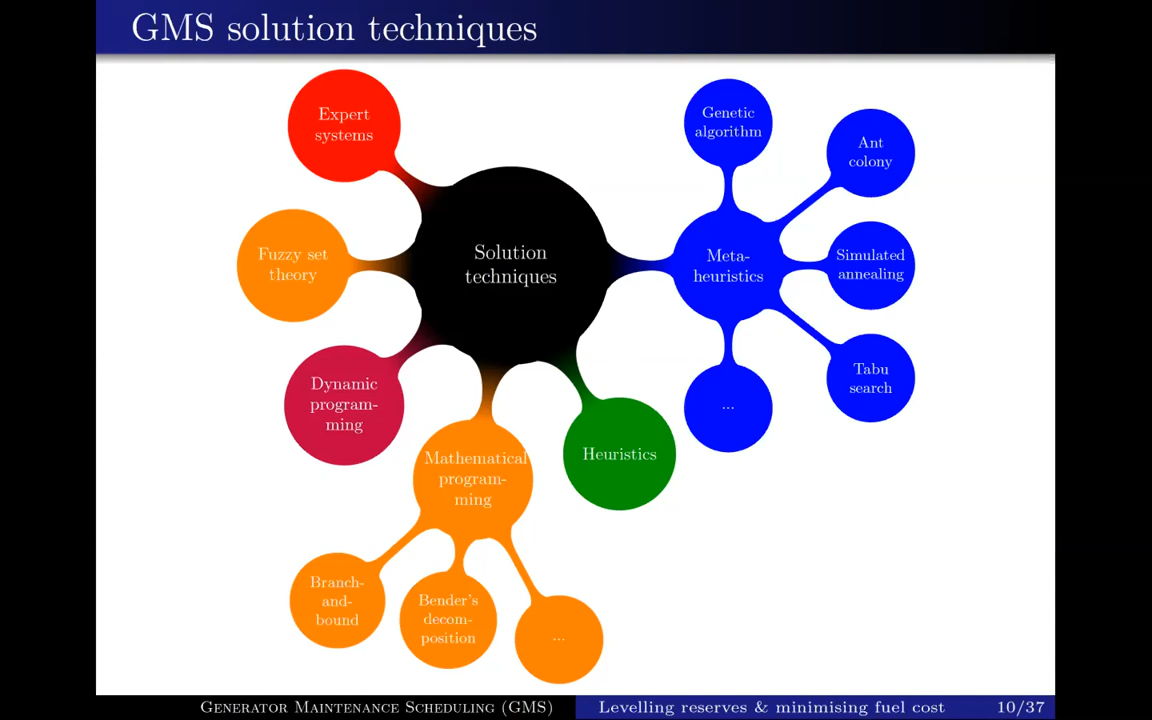 GMS solution techniques
Expert
systems
Fuzzy set
theory
Dynamic
program-
ming
Solution
techniques
Mathematical
program-
ming
Branch-
and-
bound
Bender's
decom-
position
...
Heuristics
Meta-
heuristics
Genetic
algorithm
Ant
colony
Simulated
annealing
Tabu
search
...
Generator Maintenance Scheduling (GMS)
Levelling reserves & minimising fuel cost
10/37